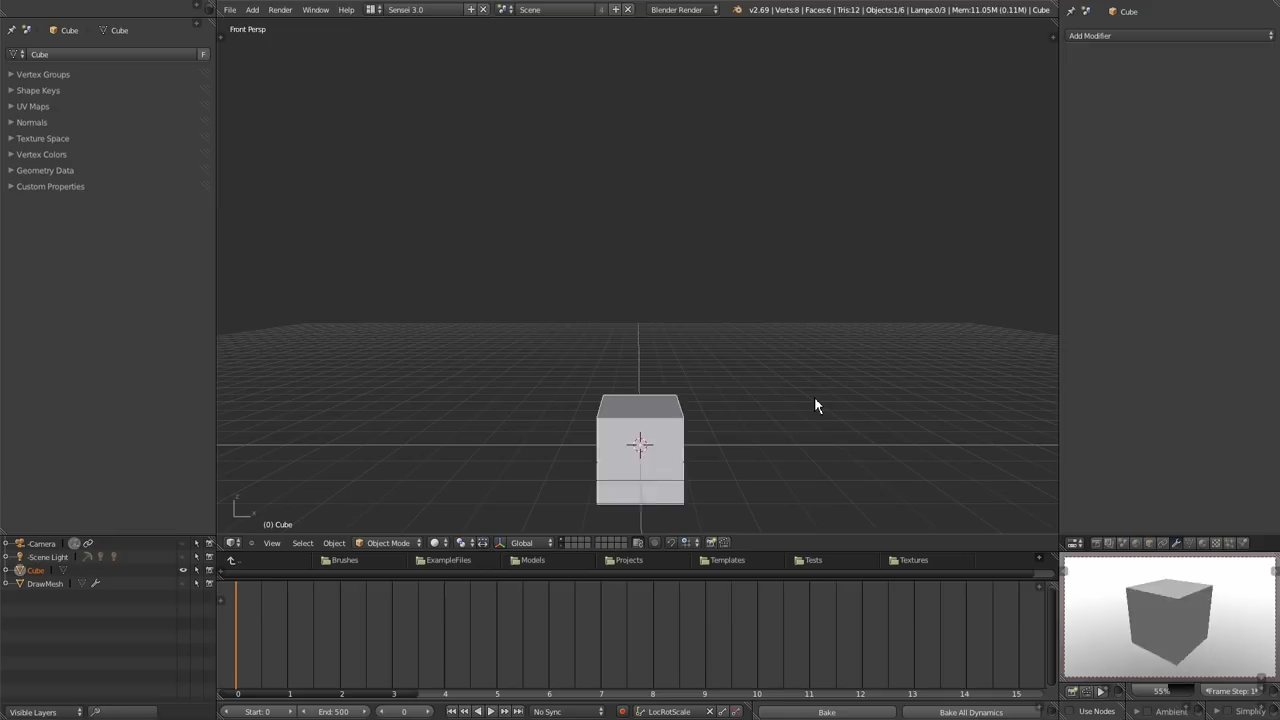 File Add Render Window Help Sensei 3.0 Scene 4 Blender Render v2.69 | Verts:8 | Faces:6 | Tris:12 | Objects:1/6 | Lamps:0/3 | Mem:11.05M (0.11M) | Cube
Cube
Cube Cube
Front Persp
Add Modifier
Cube F
Vertex Groups
Shape Keys
UV Maps
Normals
Texture Space
Vertex Colors
Geometry Data
Custom Properties
z
x
(0) Cube
Camera
View Select Object Object Mode Global
Scene Light
.. Brushes ExampleFiles Models Projects Templates Tests Textures
Cube
DrawMesh
0 1 2 3 4 5 6 7 8 9 10 11 12 13 14 15
55% Frame Step: 1
Visible Layers
Start: 0 End: 500 0 No Sync LocRotScale Bake Bake All Dynamics
Use Nodes Ambien Simplify